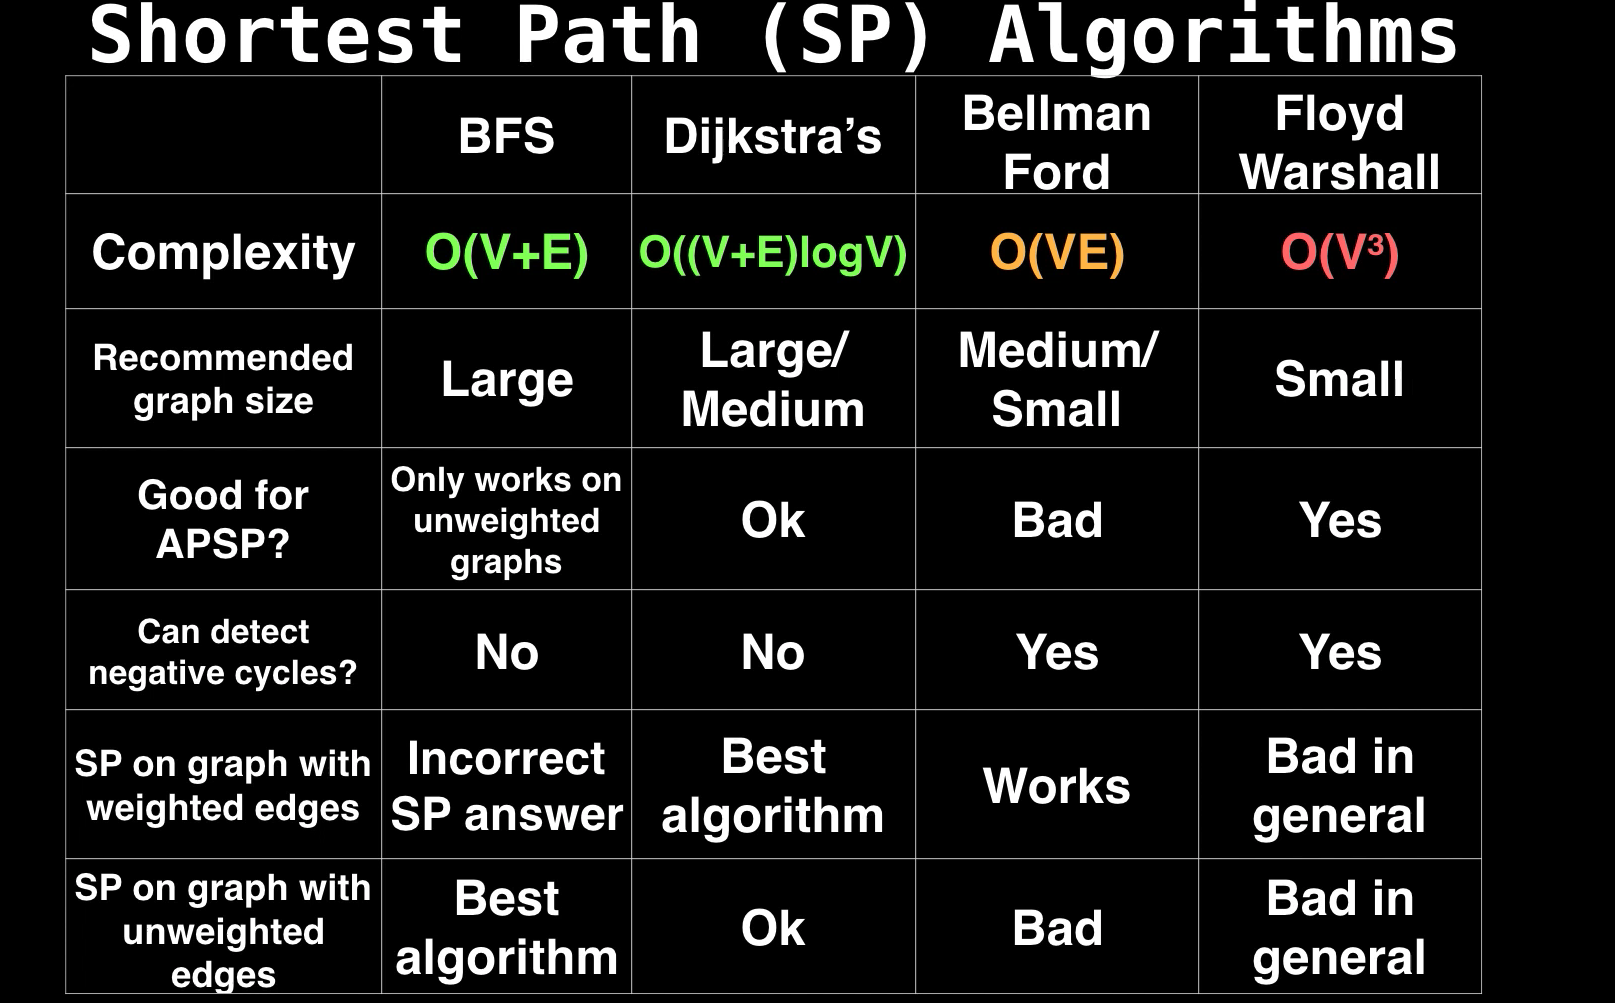 Shortest Path (SP) Algorithms
BFS
Dijkstra’s
Bellman
Ford
Floyd
Warshall
Complexity
O(V+E)
O((V+E)logV)
O(VE)
O(V³)
Recommended
graph size
Large
Large/
Medium
Medium/
Small
Small
Good for
APSP?
Only works on
unweighted
graphs
Ok
Bad
Yes
Can detect
negative cycles?
No
No
Yes
Yes
SP on graph with
weighted edges
Incorrect
SP answer
Best
algorithm
Works
Bad in
general
SP on graph with
unweighted
edges
Best
algorithm
Ok
Bad
Bad in
general